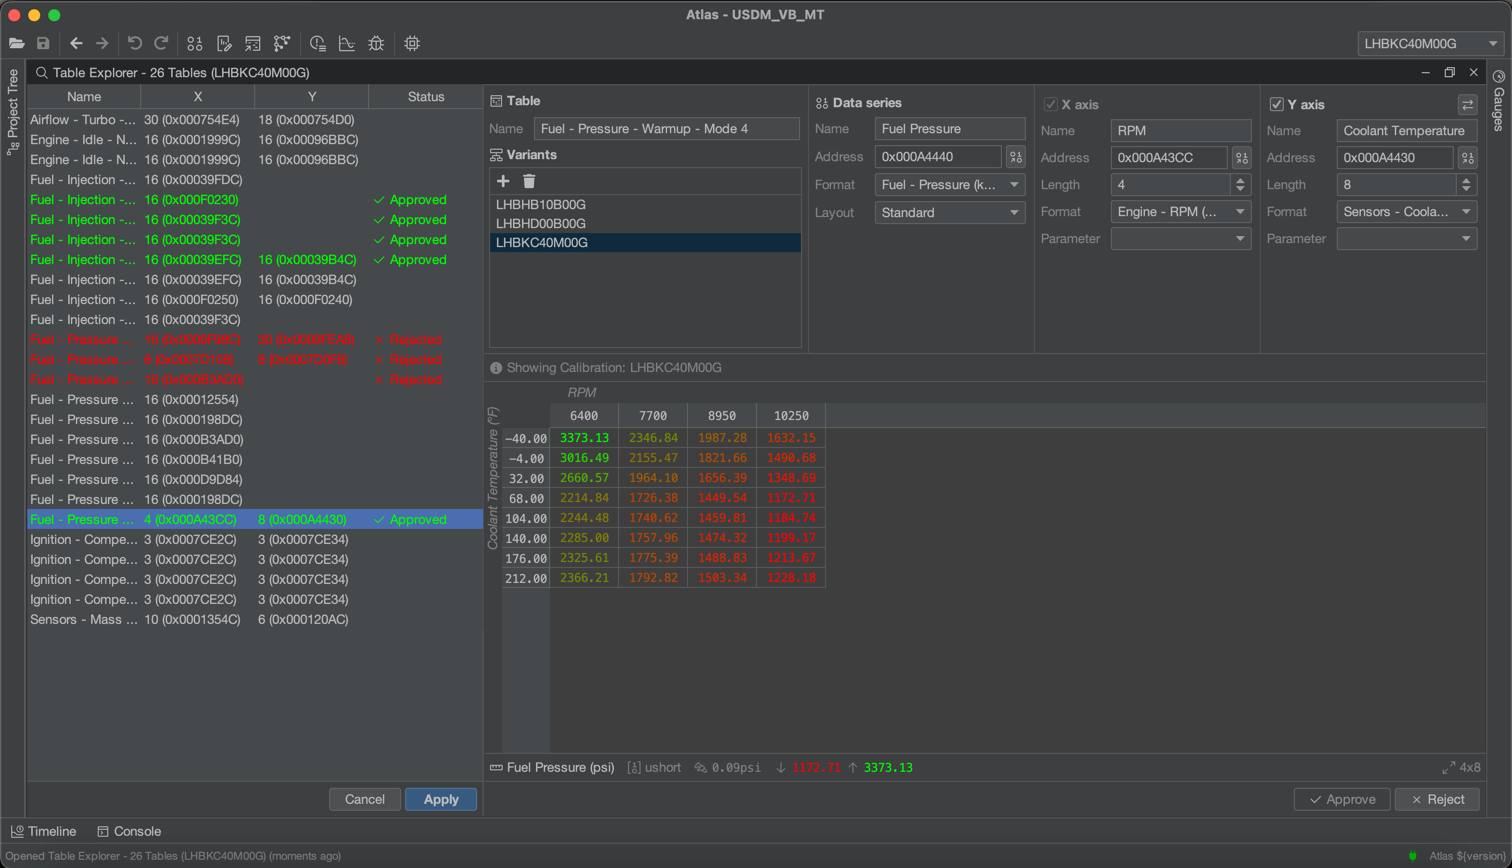 Atlas - USDM_VB_MT
LHBKC40M00G
Project Tree
Table Explorer - 26 Tables (LHBKC40M00G)
Gauges
Name X Y Status
Airflow - Turbo -... 30 (0x000754E4) 18 (0x000754D0)
Engine - Idle - N... 16 (0x0001999C) 16 (0x00096BBC)
Engine - Idle - N... 16 (0x0001999C) 16 (0x00096BBC)
Fuel - Injection -... 16 (0x00039FDC)
Fuel - Injection -... 16 (0x000F0230) Approved
Fuel - Injection -... 16 (0x00039F3C) Approved
Fuel - Injection -... 16 (0x00039F3C) Approved
Fuel - Injection -... 16 (0x00039EFC) 16 (0x00039B4C) Approved
Fuel - Injection -... 16 (0x00039EFC) 16 (0x00039B4C)
Fuel - Injection -... 16 (0x000F0250) 16 (0x000F0240)
Fuel - Injection -... 16 (0x00039F3C)
Fuel - Pressure ... Rejected
Fuel - Pressure ... Rejected
Fuel - Pressure ... 16 (0x000B3AD0) Rejected
Fuel - Pressure ... 16 (0x00012554)
Fuel - Pressure ... 16 (0x000198DC)
Fuel - Pressure ... 16 (0x000B3AD0)
Fuel - Pressure ... 16 (0x000B41B0)
Fuel - Pressure ... 16 (0x000D9D84)
Fuel - Pressure ... 16 (0x000198DC)
Fuel - Pressure ... 4 (0x000A43CC) 8 (0x000A4430) Approved
Ignition - Compe... 3 (0x0007CE2C) 3 (0x0007CE34)
Ignition - Compe... 3 (0x0007CE2C) 3 (0x0007CE34)
Ignition - Compe... 3 (0x0007CE2C) 3 (0x0007CE34)
Ignition - Compe... 3 (0x0007CE2C) 3 (0x0007CE34)
Sensors - Mass ... 10 (0x0001354C) 6 (0x000120AC)
Cancel Apply
Table
Name Fuel - Pressure - Warmup - Mode 4
Variants
LHBHB10B00G
LHBHD00B00G
LHBKC40M00G
Data series
Name Fuel Pressure
Address 0x000A4440
Format Fuel - Pressure (k...
Layout Standard
X axis
Name RPM
Address 0x000A43CC
Length 4
Format Engine - RPM (...
Parameter
Y axis
Name Coolant Temperature
Address 0x000A4430
Length 8
Format Sensors - Coola...
Parameter
Showing Calibration: LHBKC40M00G
RPM
Coolant Temperature (°F)
6400 7700 8950 10250
-40.00 3373.13 2346.84 1987.28 1632.15
-4.00 3016.49 2155.47 1821.66 1490.68
32.00 2660.57 1964.10 1656.39 1348.69
68.00 2214.84 1726.38 1449.54 1172.71
104.00 2244.48 1740.62 1459.81 1184.74
140.00 2285.00 1757.96 1474.32 1199.17
176.00 2325.61 1775.39 1488.83 1213.67
212.00 2366.21 1792.82 1503.34 1228.18
Fuel Pressure (psi) ushort 0.09psi 1172.71 3373.13 4x8
Approve Reject
Timeline Console
Opened Table Explorer - 26 Tables (LHBKC40M00G) (moments ago) Atlas ${version}